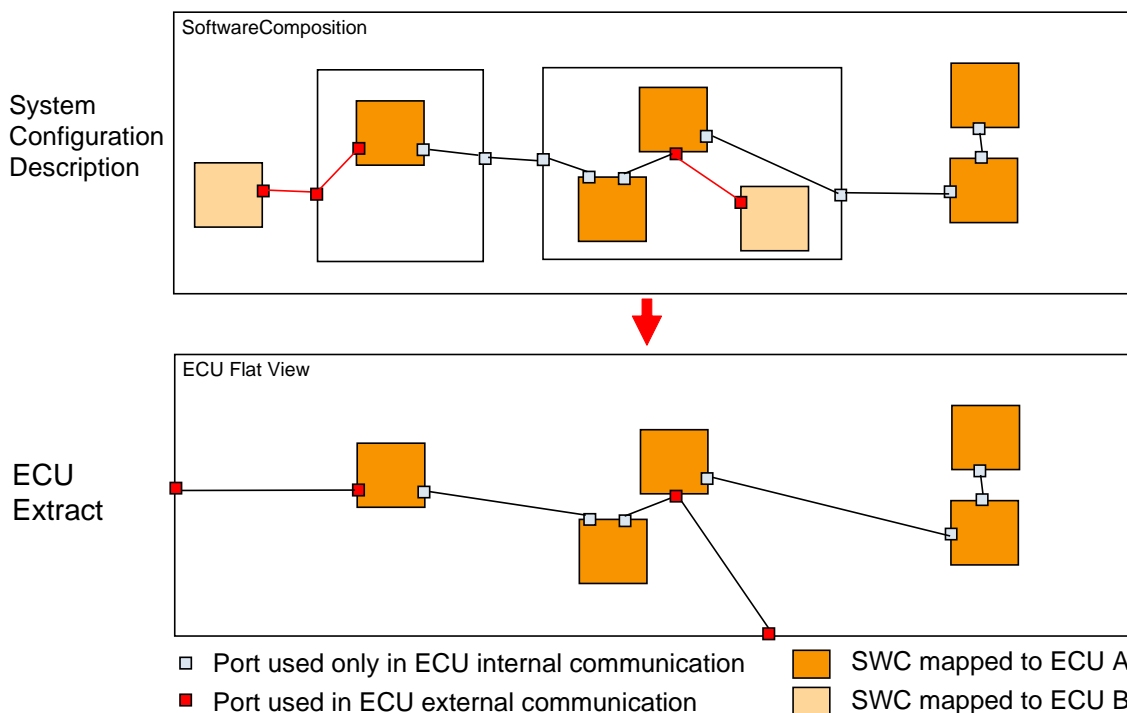 SoftwareComposition
System
Configuration
Description
ECU Flat View
ECU
Extract
Port used only in ECU internal communication
SWC mapped to ECU A
Port used in ECU external communication
SWC mapped to ECU B